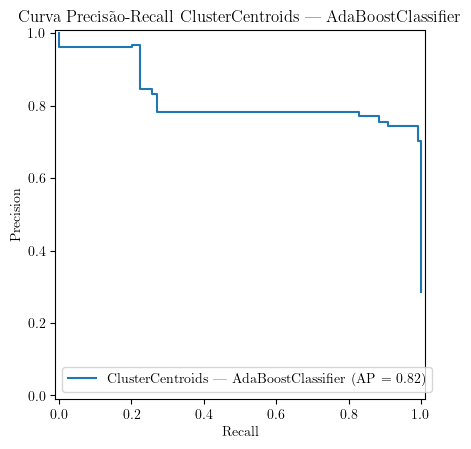 Curva Precisão-Recall ClusterCentroids — AdaBoostClassifier
1.0
0.8
0.6
0.4
0.2
0.0
Precision
ClusterCentroids — AdaBoostClassifier (AP = 0.82)
0.0 0.2 0.4 0.6 0.8 1.0
Recall